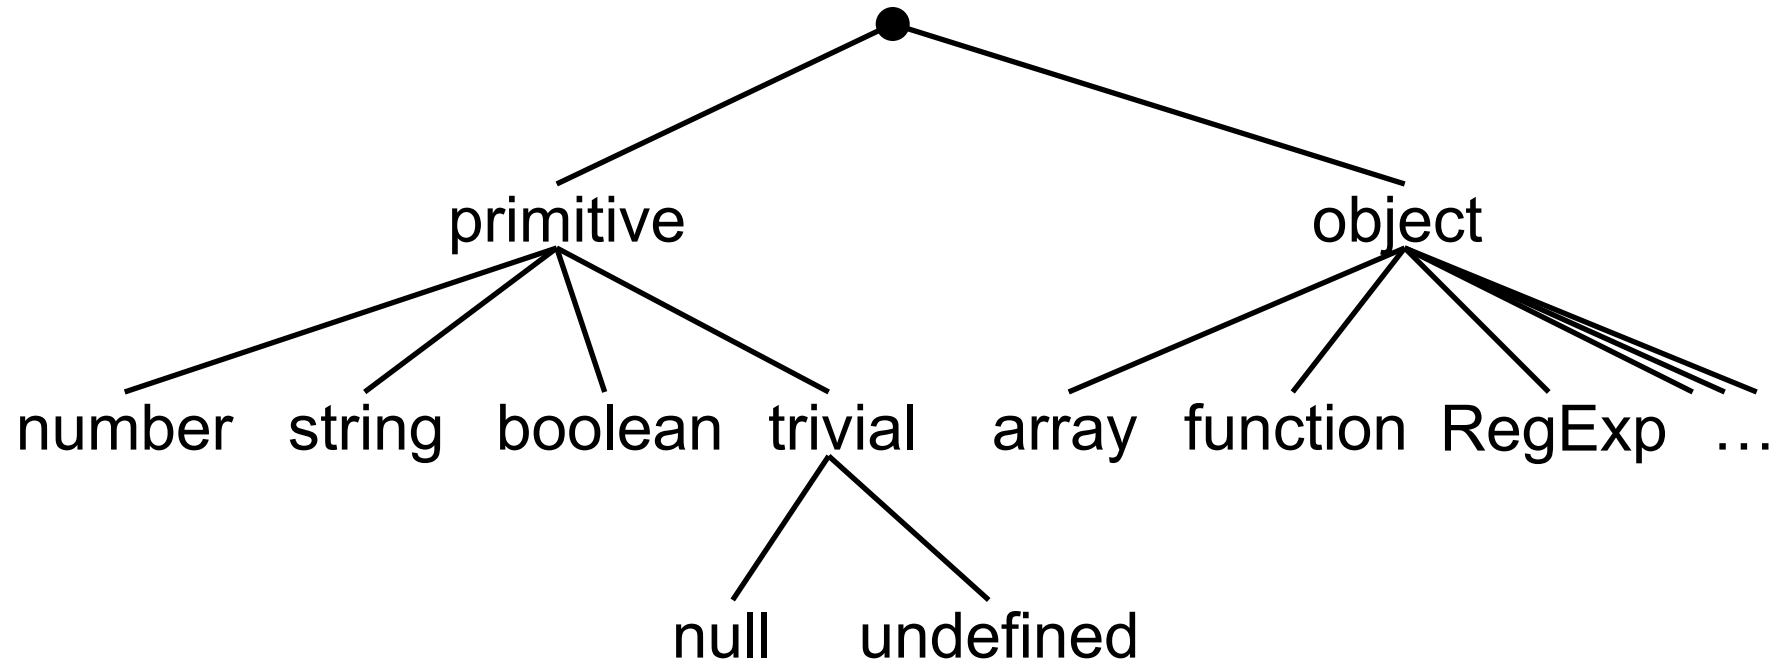 primitive object
number string boolean trivial array function RegExp …
null undefined